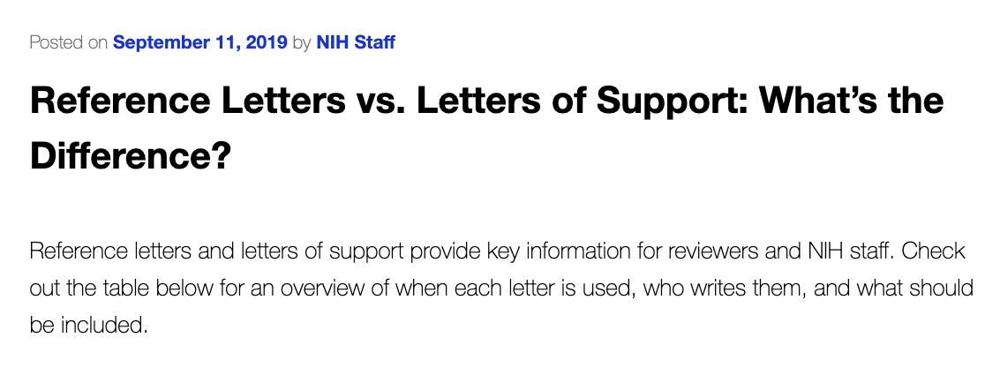 Posted on September 11, 2019 by NIH Staff
Reference Letters vs. Letters of Support: What’s the
Difference?
Reference letters and letters of support provide key information for reviewers and NIH staff. Check
out the table below for an overview of when each letter is used, who writes them, and what should
be included.